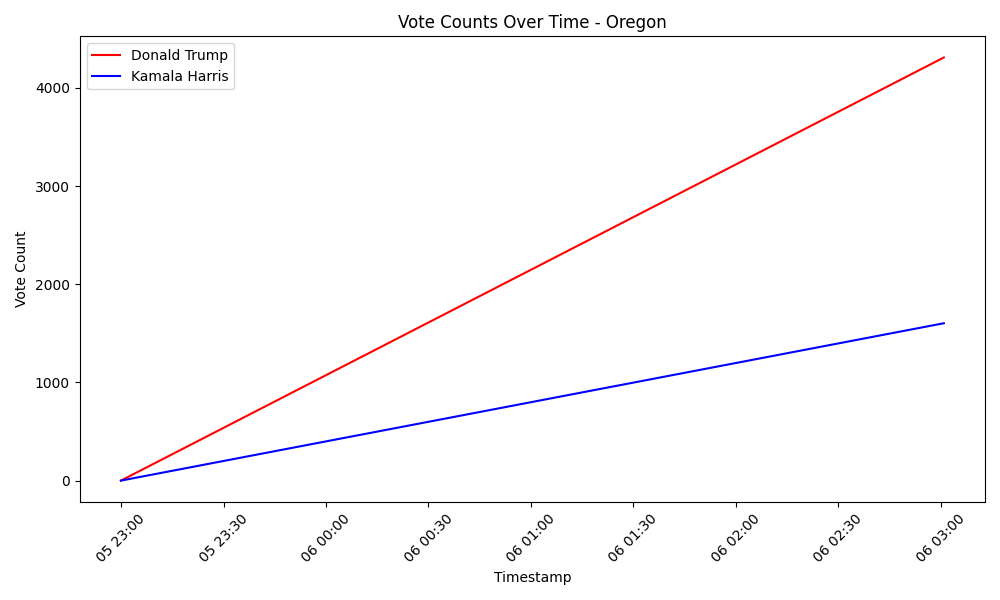 Vote Counts Over Time - Oregon
Donald Trump
Kamala Harris
Vote Count
4000
3000
2000
1000
0
05 23:00
05 23:30
06 00:00
06 00:30
06 01:00
06 01:30
06 02:00
06 02:30
06 03:00
Timestamp